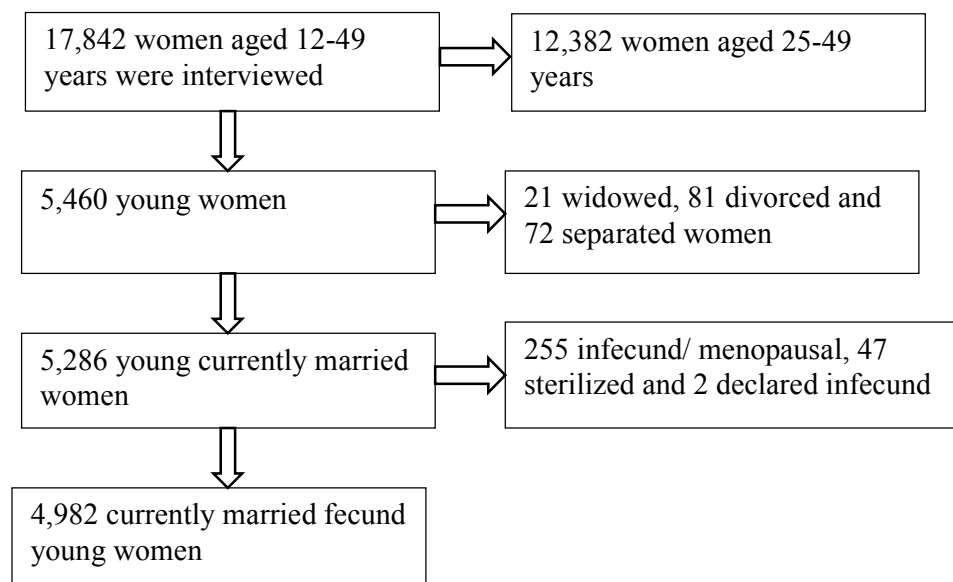 17,842 women aged 12-49
years were interviewed
12,382 women aged 25-49
years
5,460 young women
21 widowed, 81 divorced and
72 separated women
5,286 young currently married
women
255 infecund/ menopausal, 47
sterilized and 2 declared infecund
4,982 currently married fecund
young women